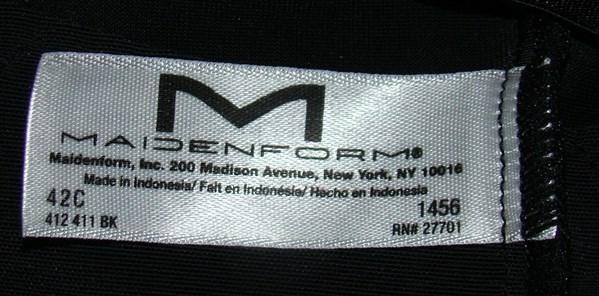 M
MAIDENFORM®
Maidenform, Inc. 200 Madison Avenue, New York, NY 10016
Made in Indonesia/ Fait en Indonésie/ Hecho en Indonesia
42C 1456
412 411 BK RN# 27701